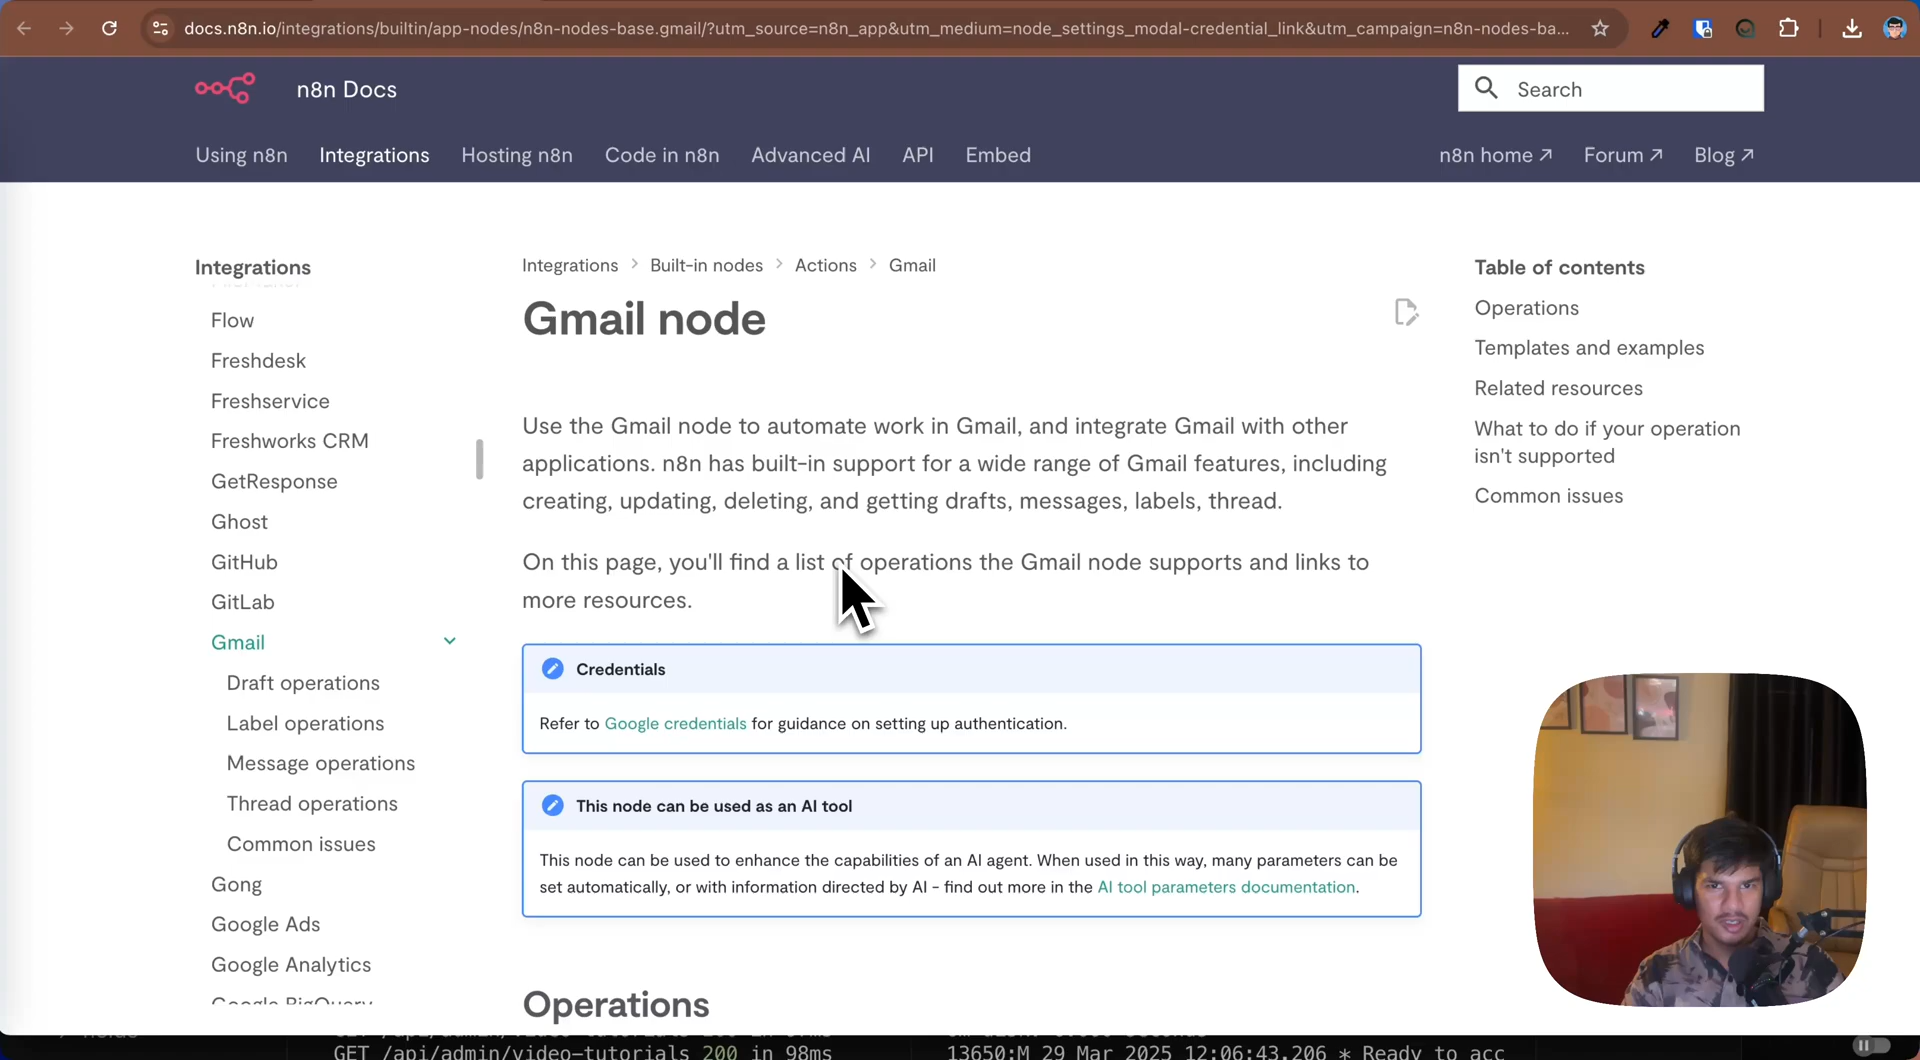 docs.n8n.io/integrations/builtin/app-nodes/n8n-nodes-base.gmail/?utm_source=n8n_app&utm_medium=node_settings_modal-credential_link&utm_campaign=n8n-nodes-ba...
n8n Docs
Search
Using n8n Integrations Hosting n8n Code in n8n Advanced AI API Embed
n8n home ↗ Forum ↗ Blog ↗
Integrations
Flow
Freshdesk
Freshservice
Freshworks CRM
GetResponse
Ghost
GitHub
GitLab
Gmail
Draft operations
Label operations
Message operations
Thread operations
Common issues
Gong
Google Ads
Google Analytics
Google BigQuery
Integrations > Built-in nodes > Actions > Gmail
Gmail node
Use the Gmail node to automate work in Gmail, and integrate Gmail with other
applications. n8n has built-in support for a wide range of Gmail features, including
creating, updating, deleting, and getting drafts, messages, labels, thread.
On this page, you'll find a list of operations the Gmail node supports and links to
more resources.
Credentials
Refer to Google credentials for guidance on setting up authentication.
This node can be used as an AI tool
This node can be used to enhance the capabilities of an AI agent. When used in this way, many parameters can be
set automatically, or with information directed by AI - find out more in the AI tool parameters documentation.
Operations
Table of contents
Operations
Templates and examples
Related resources
What to do if your operation
isn't supported
Common issues
GET /api/admin/video-tutorials 200 in 98ms
13650:M 29 Mar 2025 12:06:43.206 * Ready to acc